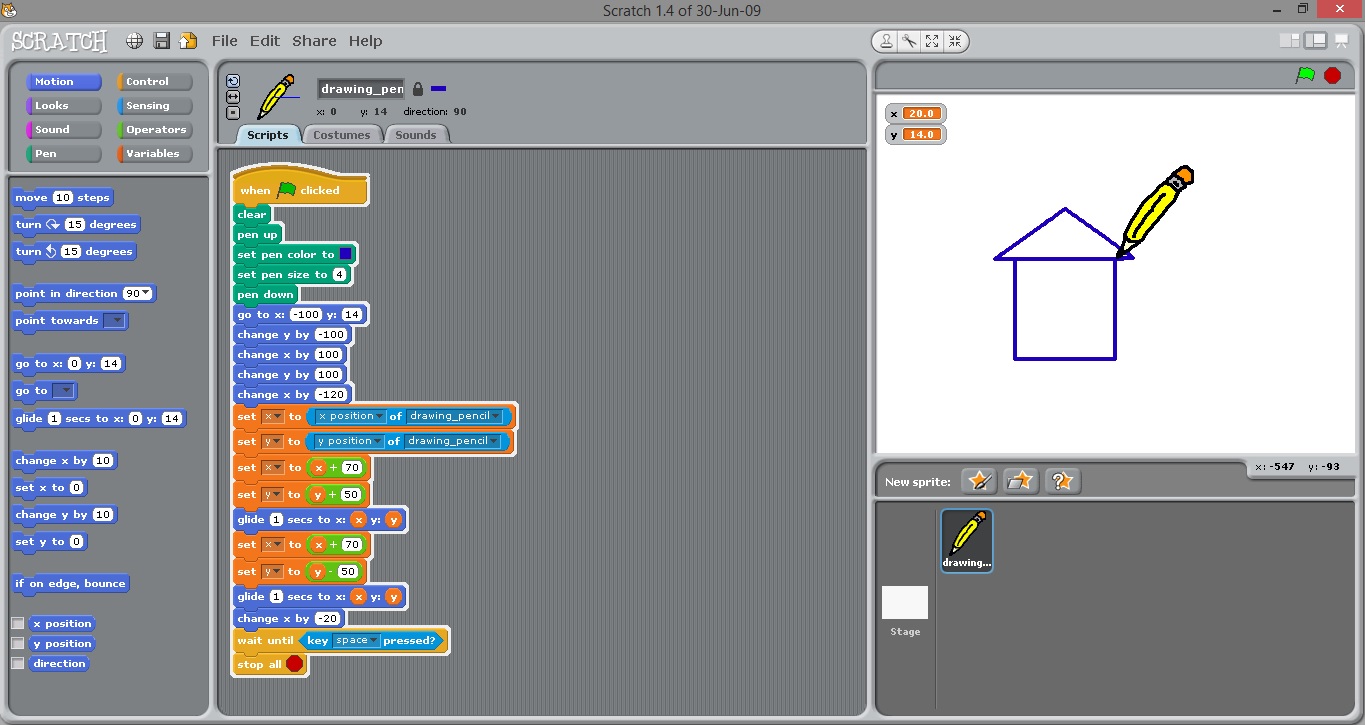 Scratch 1.4 of 30-Jun-09
SCRATCH File Edit Share Help
Motion Control
Looks Sensing
Sound Operators
Pen Variables
move 10 steps
turn 15 degrees
turn 15 degrees
point in direction 90
point towards
go to x: 0 y: 14
go to
glide 1 secs to x: 0 y: 14
change x by 10
set x to 0
change y by 10
set y to 0
if on edge, bounce
x position
y position
direction
drawing_pen
x: 0 y: 14 direction: 90
Scripts Costumes Sounds
when clicked
clear
pen up
set pen color to
set pen size to 4
pen down
go to x: -100 y: 14
change y by -100
change x by 100
change y by 100
change x by -120
set x to x position of drawing_pencil
set y to y position of drawing_pencil
set x to x + 70
set y to y + 50
glide 1 secs to x: x y: y
set x to x + 70
set y to y - 50
glide 1 secs to x: x y: y
change x by -20
wait until key space pressed?
stop all
x 20.0
y 14.0
x: -547 y: -93
New sprite:
drawing...
Stage